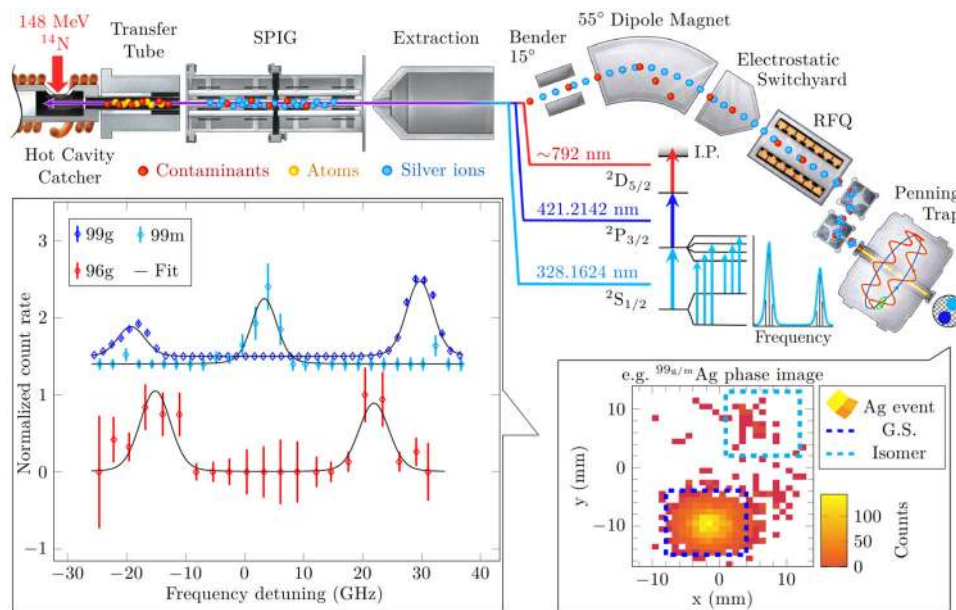 148 MeV
¹⁴N
Transfer
Tube
SPIG
Extraction
Bender
15°
55° Dipole Magnet
Electrostatic
Switchyard
RFQ
Penning
Trap
Hot Cavity
Catcher
Contaminants
Atoms
Silver ions
~792 nm
I.P.
²D₅/₂
421.2142 nm
²P₃/₂
328.1624 nm
²S₁/₂
Frequency
99g
99m
96g
Fit
Normalized count rate
3
2
1
0
−1
−30
−20
−10
0
10
20
30
40
Frequency detuning (GHz)
e.g. ⁹⁹ᵍ/ᵐAg phase image
y (mm)
10
0
−10
−10
0
10
x (mm)
Ag event
G.S.
Isomer
100
50
0
Counts